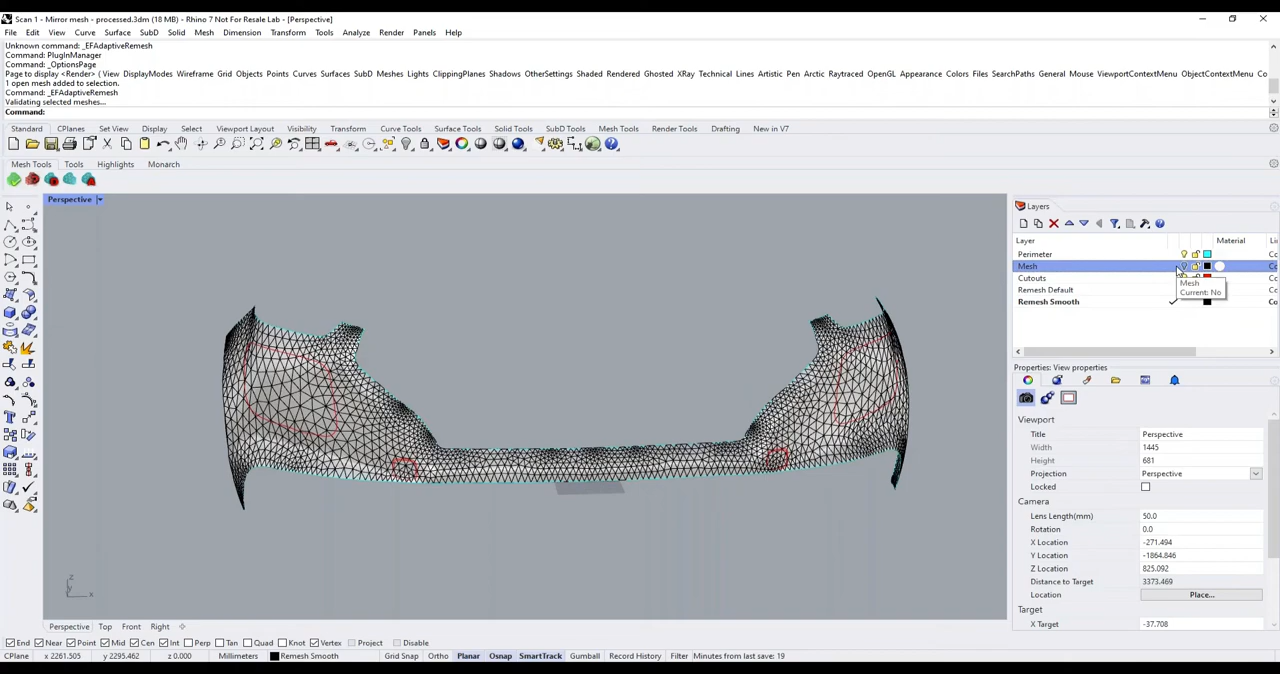 Scan 1 - Mirror mesh - processed.3dm (18 MB) - Rhino 7 Not For Resale Lab - [Perspective]
File Edit View Curve Surface SubD Solid Mesh Dimension Transform Tools Analyze Render Panels Help
Unknown command: _EFAdaptiveRemesh
Command: PlugInManager
Command: _OptionsPage
Page to display <Render> ( View DisplayModes Wireframe Grid Objects Points Curves Surfaces SubD Meshes Lights ClippingPlanes Shadows OtherSettings Shaded Rendered Ghosted XRay Technical Lines Artistic Pen Arctic Raytraced OpenGL Appearance Colors Files SearchPaths General Mouse ViewportContextMenu ObjectContextMenu Co
1 open mesh added to selection.
Command: _EFAdaptiveRemesh
Validating selected meshes...
Command:
Standard CPlanes Set View Display Select Viewport Layout Visibility Transform Curve Tools Surface Tools Solid Tools SubD Tools Mesh Tools Render Tools Drafting New in V7
Mesh Tools Tools Highlights Monarch
Perspective
Layers
Layer Material Li
Perimeter Cc
Mesh Cc
Cutouts Cc
Remesh Default Cc
Remesh Smooth Cc
Mesh
Current: No
Properties: View properties
Viewport
Title Perspective
Width 1445
Height 681
Projection Perspective
Locked
Camera
Lens Length(mm) 50.0
Rotation 0.0
X Location -271.494
Y Location -1864.846
Z Location 825.092
Distance to Target 3373.469
Location Place...
Target
X Target -37.708
z
y
x
Perspective Top Front Right
End Near Point Mid Cen Int Perp Tan Quad Knot Vertex Project Disable
CPlane x 2261.505 y 2295.462 z 0.000 Millimeters Remesh Smooth Grid Snap Ortho Planar Osnap SmartTrack Gumball Record History Filter Minutes from last save: 19